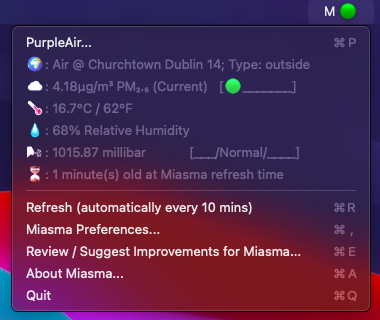 M
PurpleAir... ⌘P
: Air @ Churchtown Dublin 14; Type: outside
: 4.18µg/m³ PM₂.₅ (Current) [🟢_______]
: 16.7°C / 62°F
: 68% Relative Humidity
: 1015.87 millibar [___/Normal/____]
: 1 minute(s) old at Miasma refresh time
Refresh (automatically every 10 mins) ⌘R
Miasma Preferences... ⌘,
Review / Suggest Improvements for Miasma... ⌘E
About Miasma... ⌘A
Quit ⌘Q